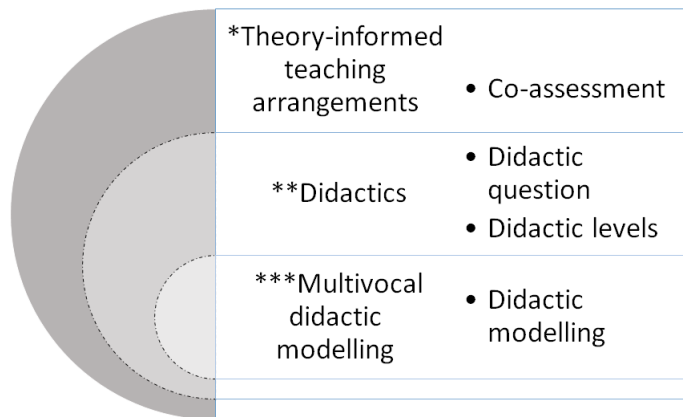 *Theory-informed
teaching
arrangements
• Co-assessment
**Didactics
• Didactic
question
• Didactic levels
***Multivocal
didactic
modelling
• Didactic
modelling